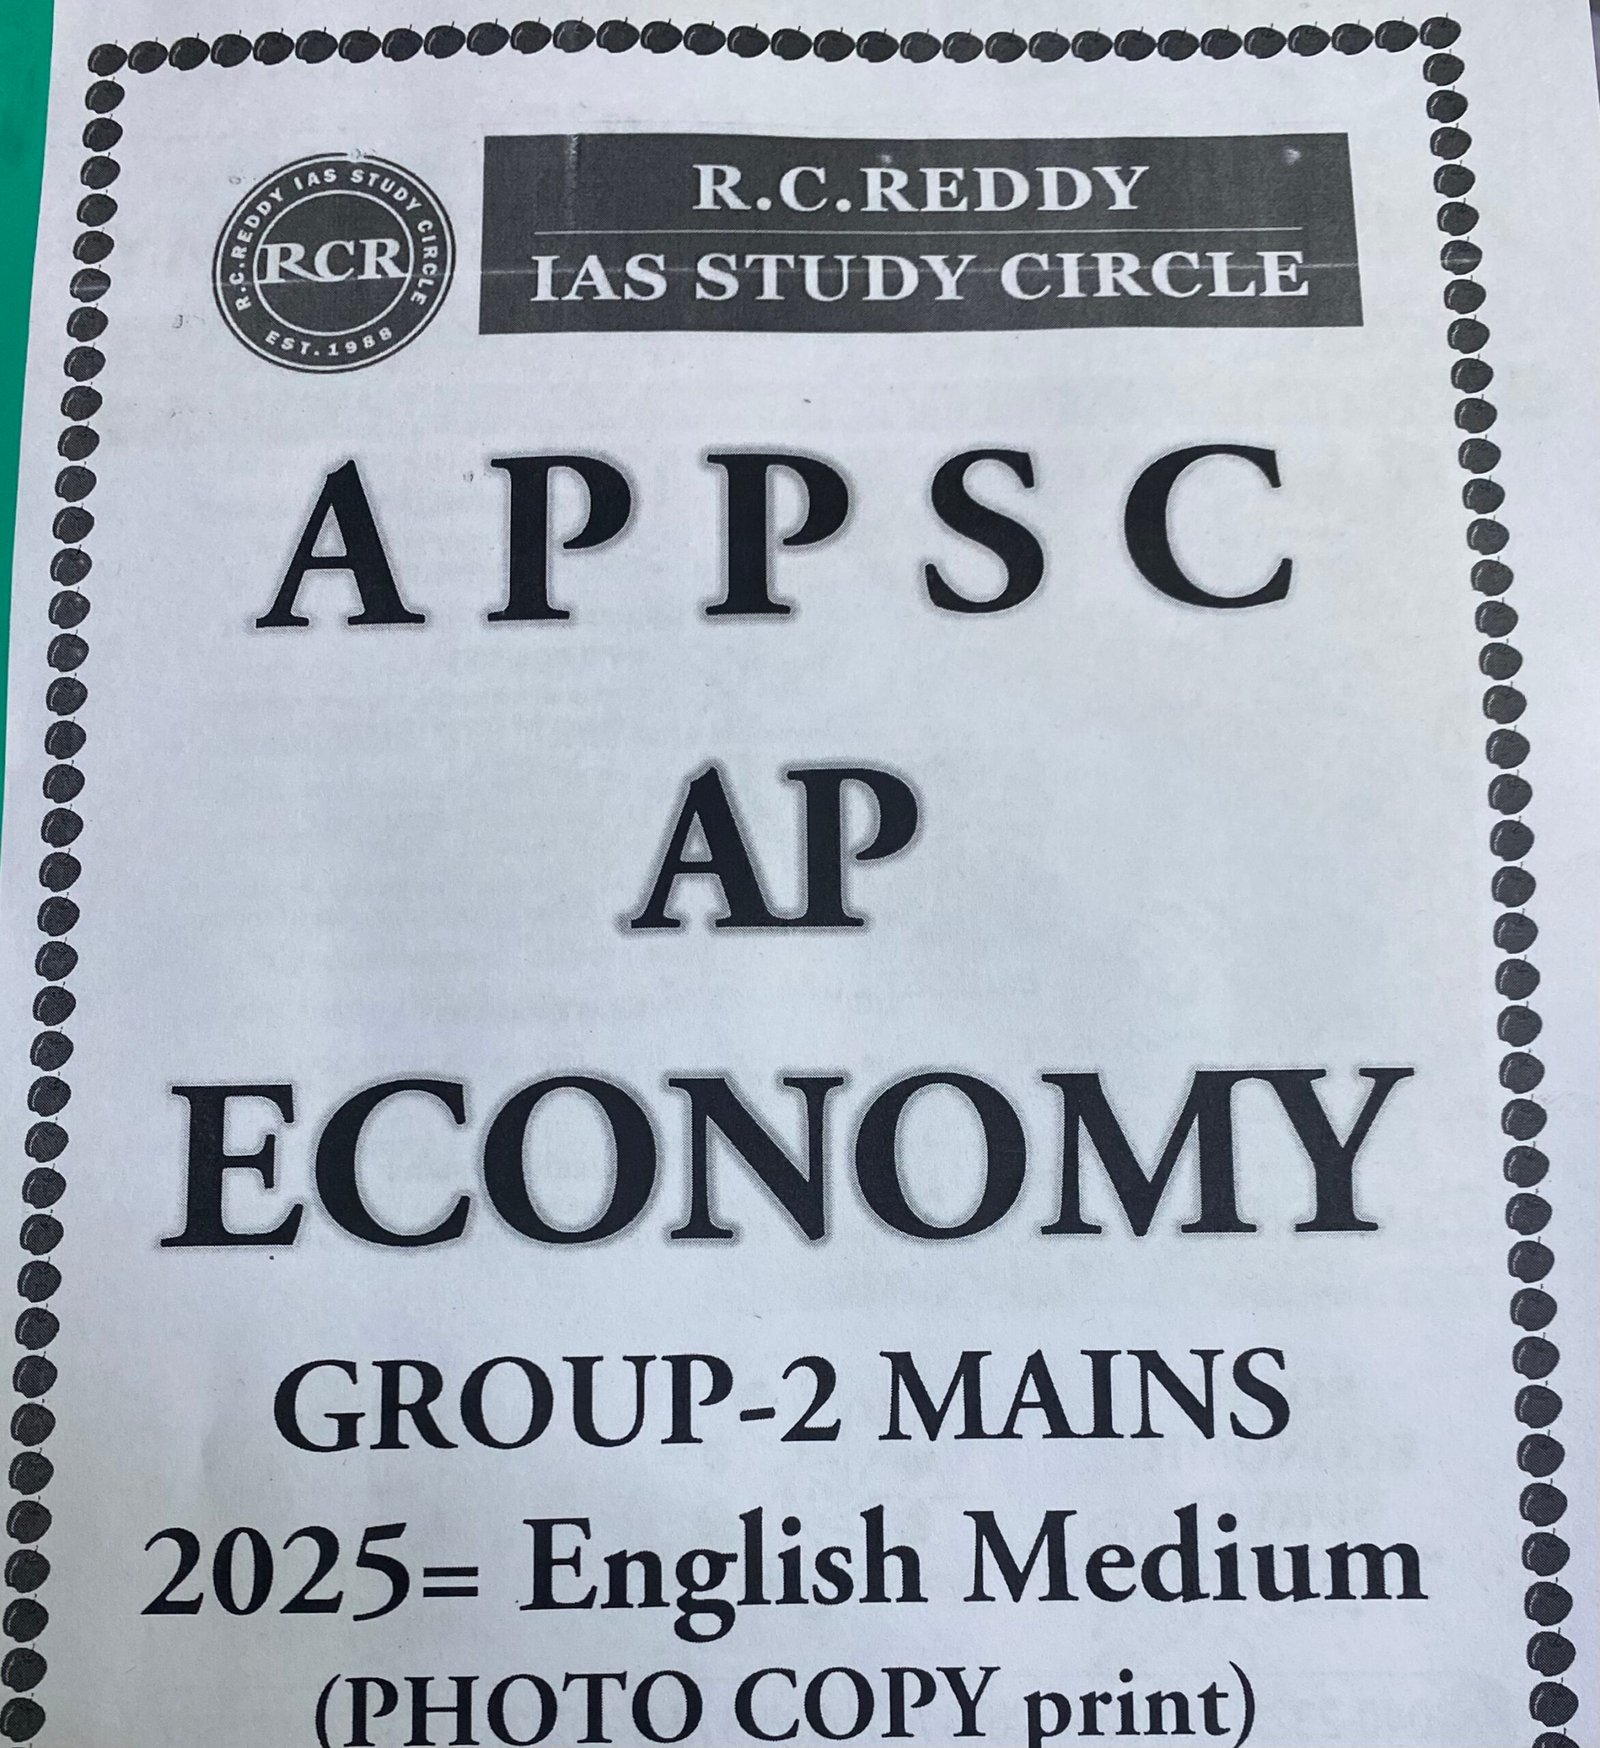 R.C.REDDY IAS STUDY CIRCLE
RCR
EST.1988
R.C.REDDY
IAS STUDY CIRCLE
APPSC
AP
ECONOMY
GROUP-2 MAINS
2025= English Medium
(PHOTO COPY print)